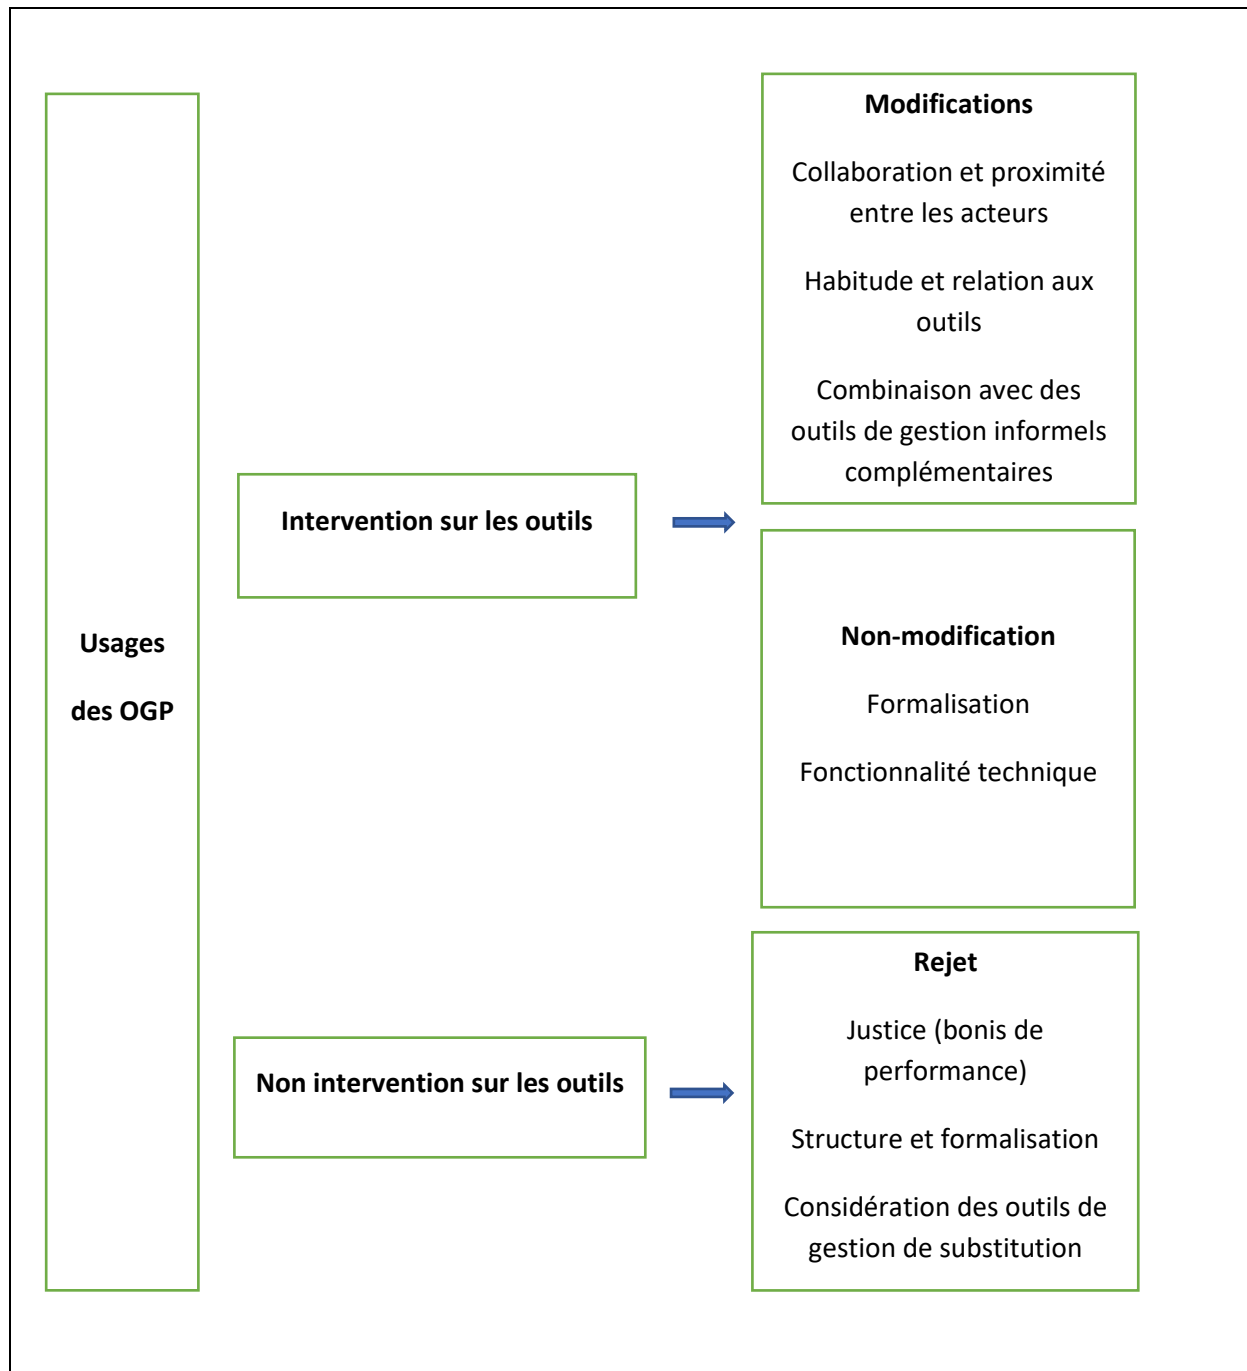 Usages
des OGP
Intervention sur les outils
Modifications
Collaboration et proximité
entre les acteurs
Habitude et relation aux
outils
Combinaison avec des
outils de gestion informels
complémentaires
Non-modification
Formalisation
Fonctionnalité technique
Non intervention sur les outils
Rejet
Justice (bonis de
performance)
Structure et formalisation
Considération des outils de
gestion de substitution